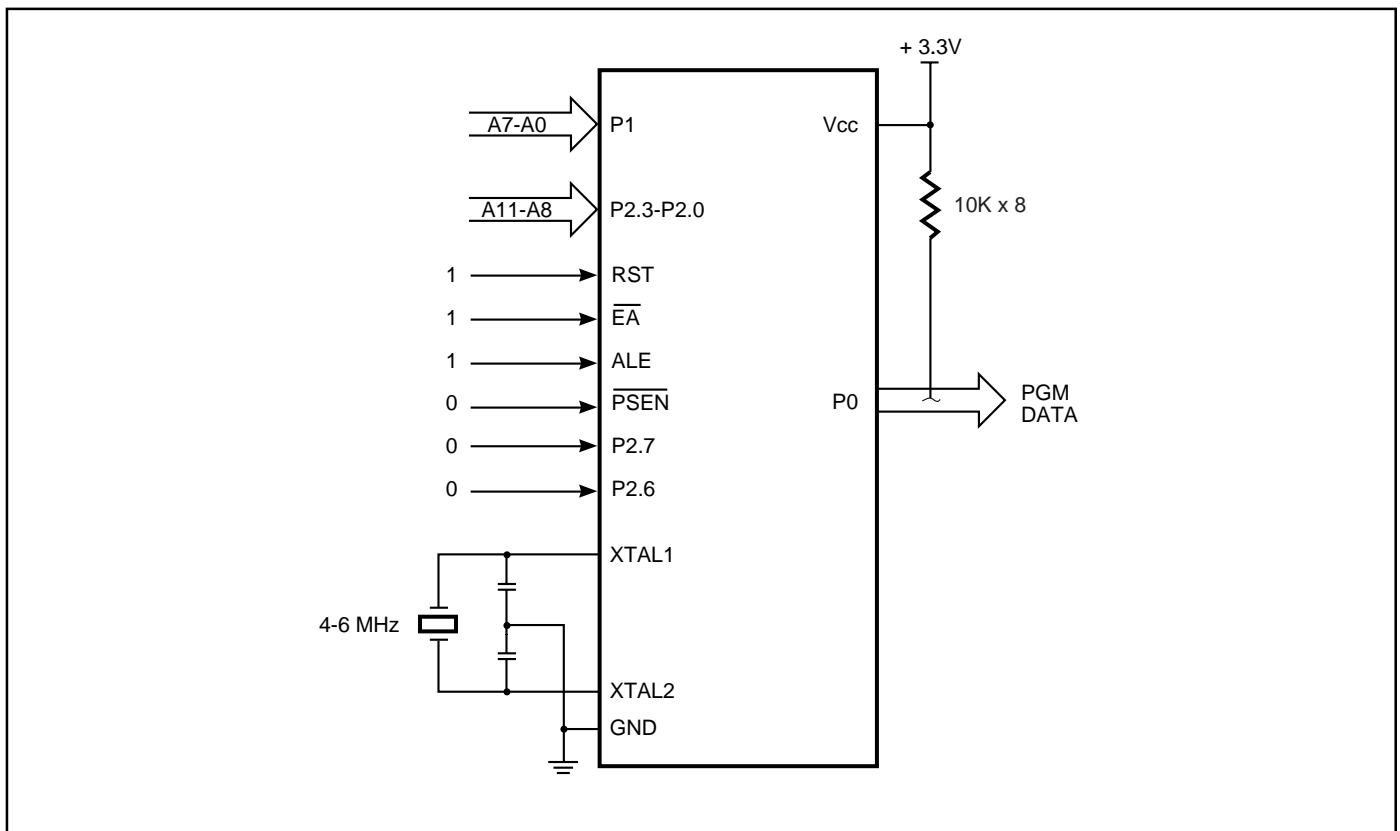 + 3.3V
A7-A0
P1
Vcc
A11-A8
P2.3-P2.0
10K x 8
1
RST
1
EA
1
ALE
0
PSEN
P0
PGM
DATA
0
P2.7
0
P2.6
XTAL1
4-6 MHz
XTAL2
GND